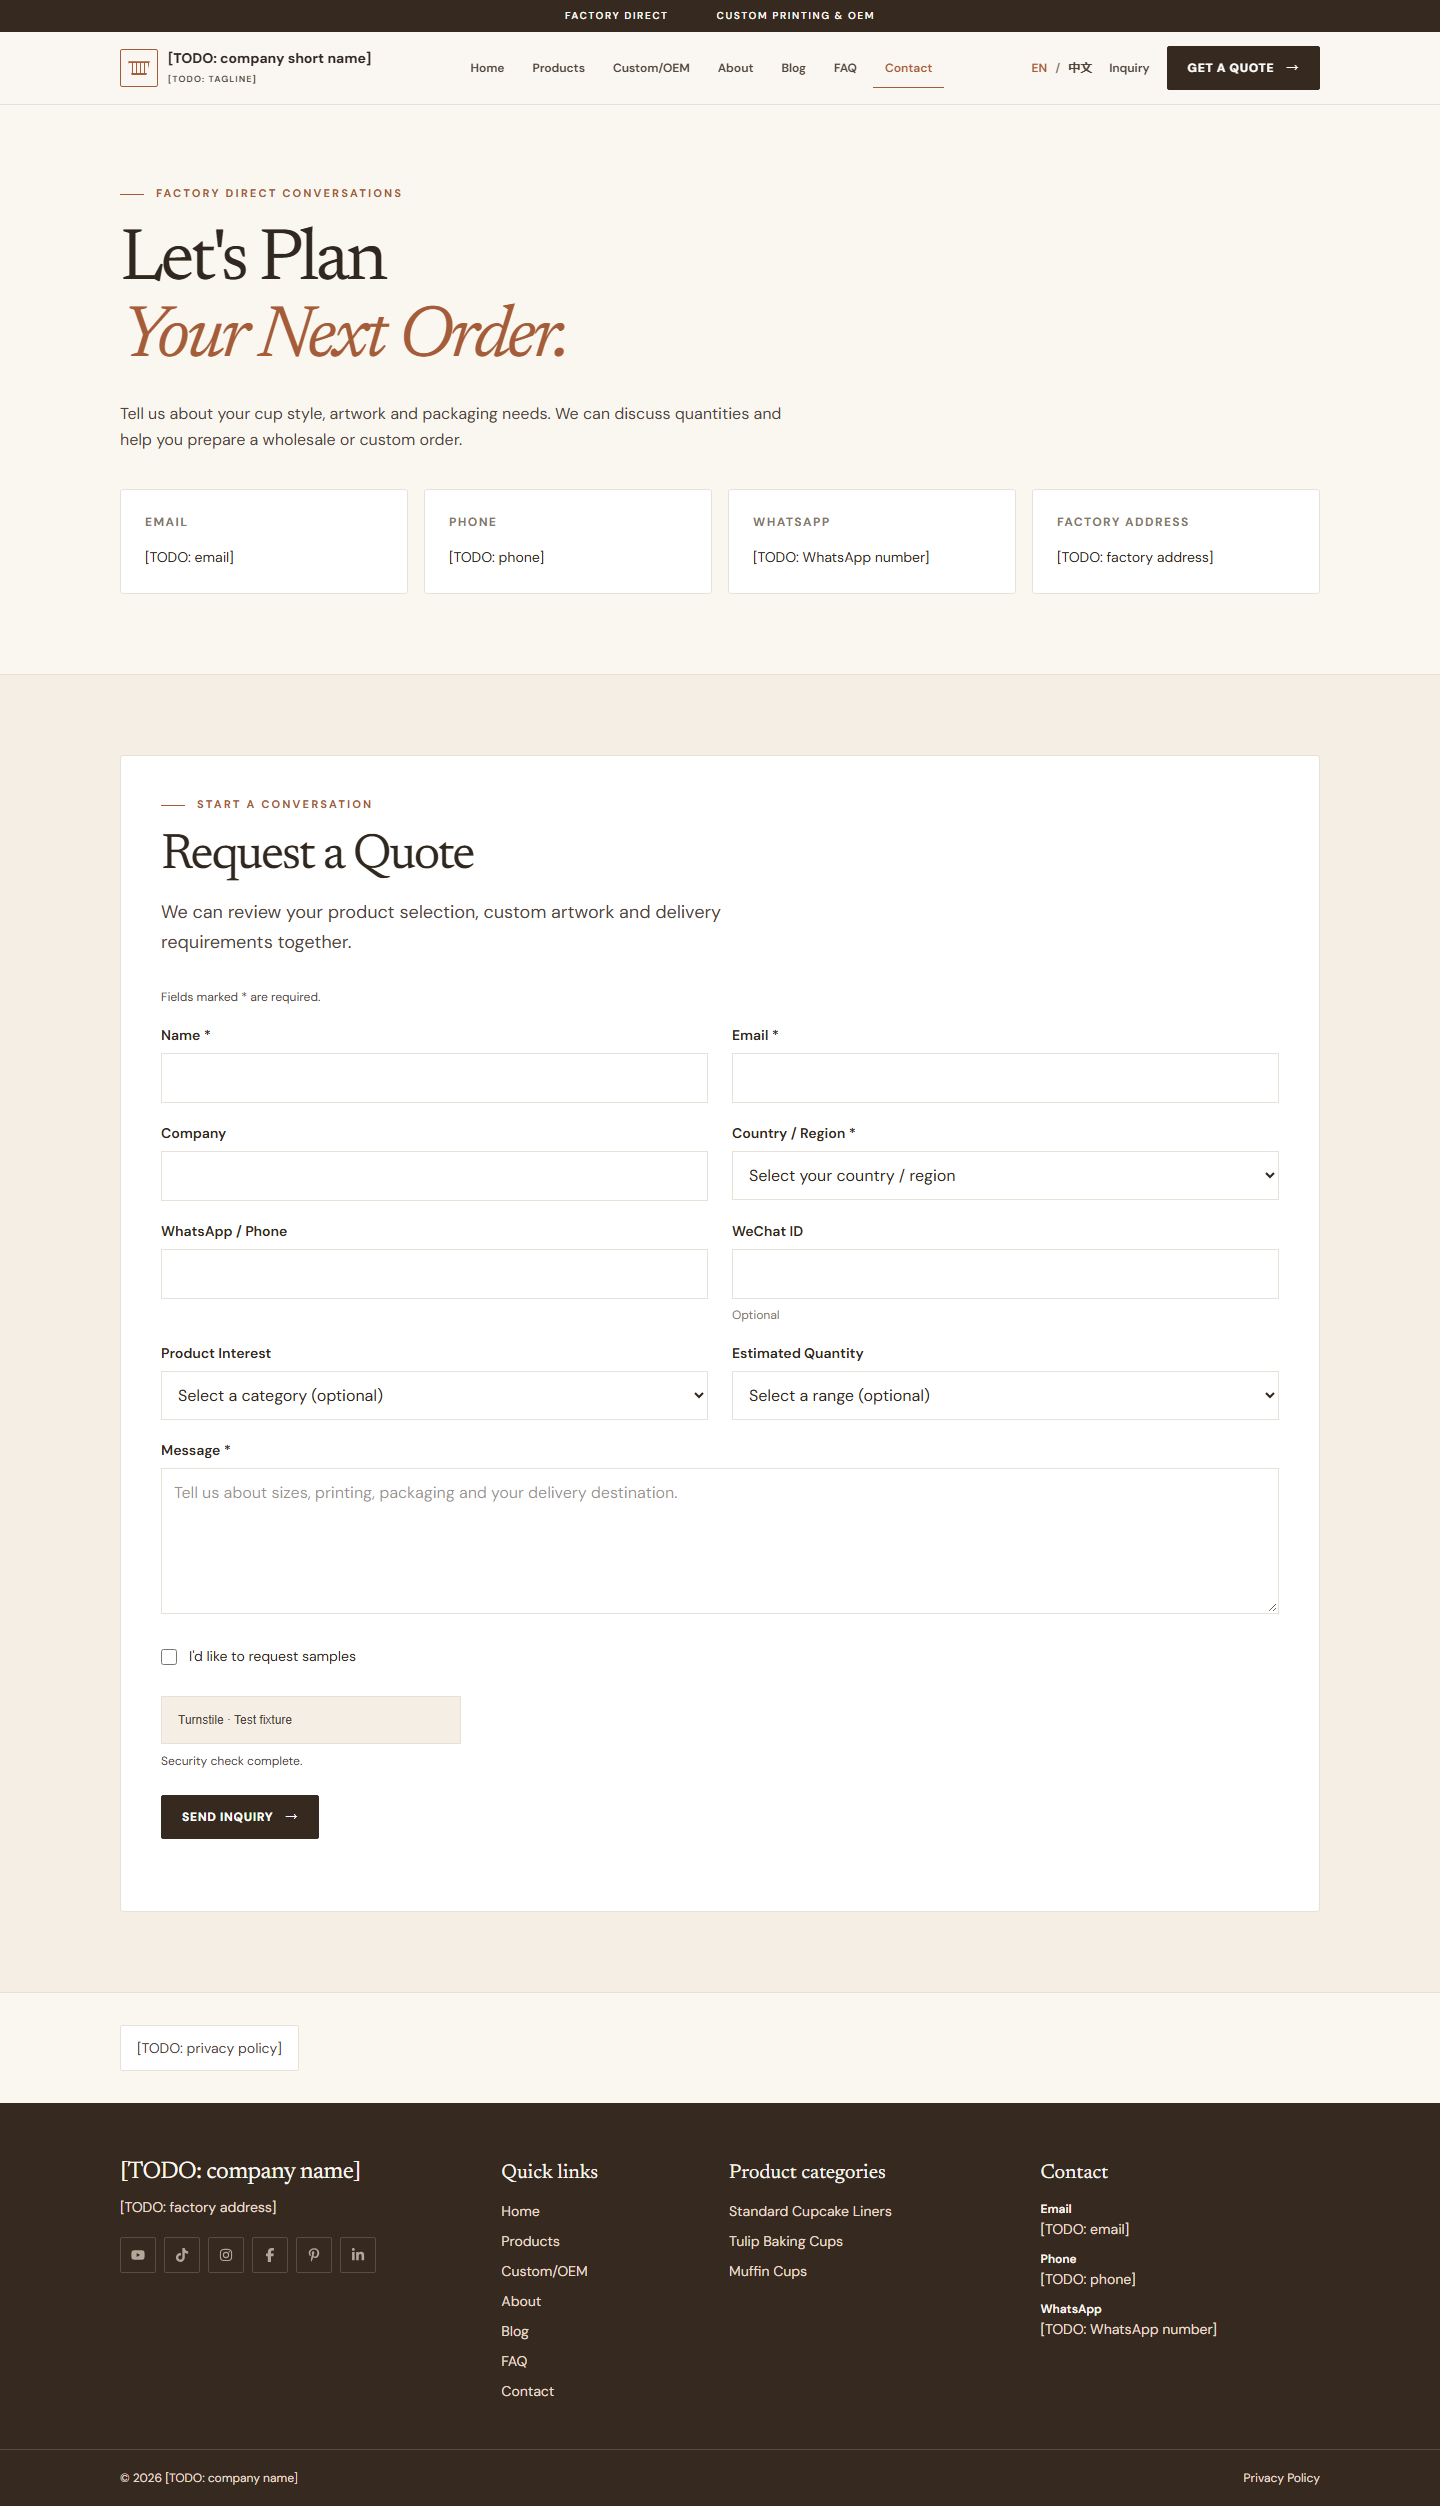 FACTORY DIRECT
CUSTOM PRINTING & OEM
[TODO: company short name]
[TODO: TAGLINE]
Home
Products
Custom/OEM
About
Blog
FAQ
Contact
EN / 中文
Inquiry
GET A QUOTE →
FACTORY DIRECT CONVERSATIONS
Let's Plan
Your Next Order.
Tell us about your cup style, artwork and packaging needs. We can discuss quantities and
help you prepare a wholesale or custom order.
EMAIL
[TODO: email]
PHONE
[TODO: phone]
WHATSAPP
[TODO: WhatsApp number]
FACTORY ADDRESS
[TODO: factory address]
START A CONVERSATION
Request a Quote
We can review your product selection, custom artwork and delivery
requirements together.
Fields marked * are required.
Name *
Email *
Company
Country / Region *
Select your country / region
WhatsApp / Phone
WeChat ID
Optional
Product Interest
Select a category (optional)
Estimated Quantity
Select a range (optional)
Message *
Tell us about sizes, printing, packaging and your delivery destination.
I'd like to request samples
Turnstile · Test fixture
Security check complete.
SEND INQUIRY →
[TODO: privacy policy]
[TODO: company name]
[TODO: factory address]
Quick links
Home
Products
Custom/OEM
About
Blog
FAQ
Contact
Product categories
Standard Cupcake Liners
Tulip Baking Cups
Muffin Cups
Contact
Email
[TODO: email]
Phone
[TODO: phone]
WhatsApp
[TODO: WhatsApp number]
© 2026 [TODO: company name]
Privacy Policy